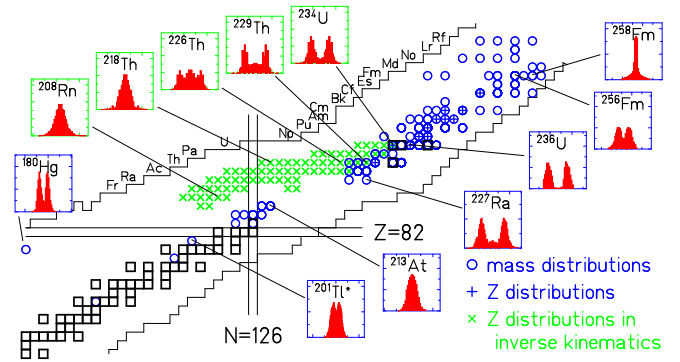 229Th
234U
226Th
218Th
208Rn
180Hg
258Fm
256Fm
236U
227Ra
213At
201Tl*
Rf
Lr
No
Md
Fm
Es
Cf
Bk
Cm
Am
Pu
Np
U
Pa
Th
Ac
Ra
Fr
Z=82
N=126
mass distributions
Z distributions
Z distributions in
inverse kinematics